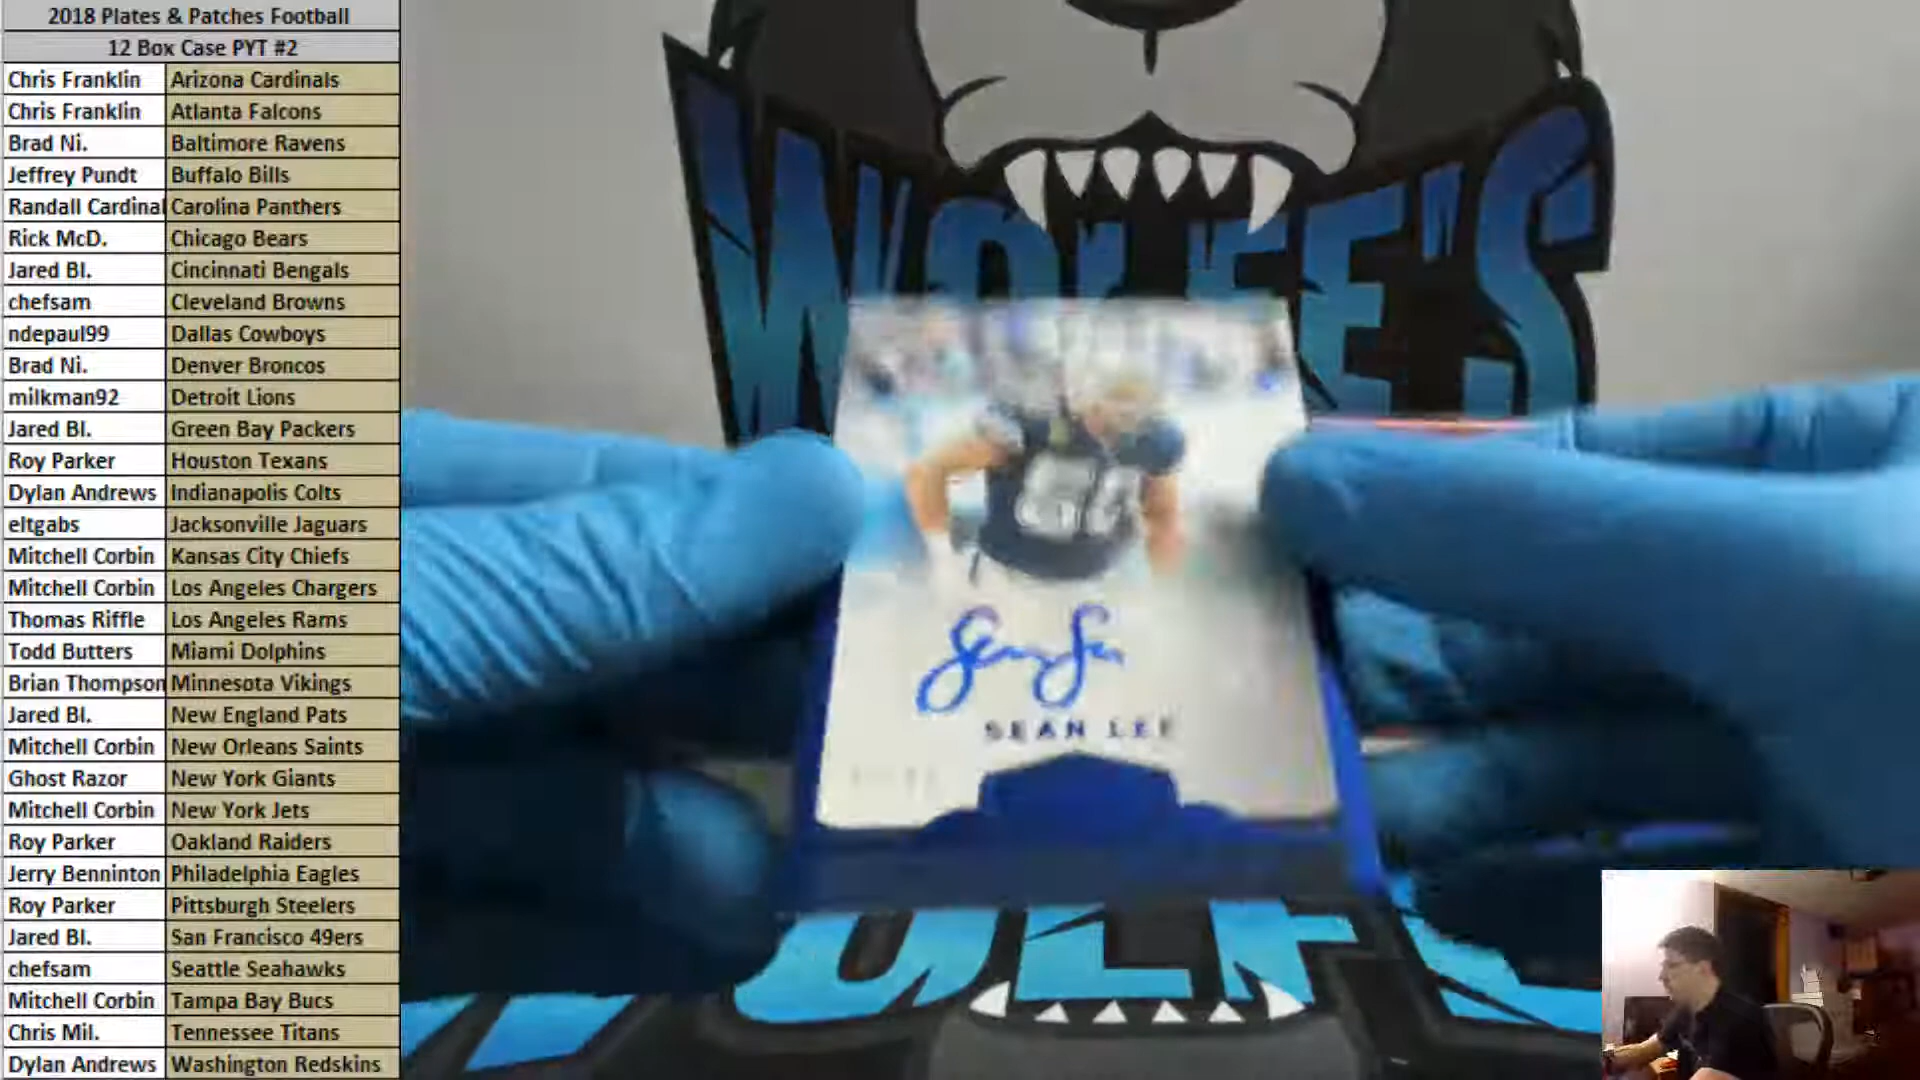 2018 Plates & Patches Football
12 Box Case PYT #2
Chris Franklin Arizona Cardinals
Chris Franklin Atlanta Falcons
Brad Ni. Baltimore Ravens
Jeffrey Pundt Buffalo Bills
Randall Cardinal Carolina Panthers
Rick McD. Chicago Bears
Jared Bl. Cincinnati Bengals
chefsam Cleveland Browns
ndepaul99 Dallas Cowboys
Brad Ni. Denver Broncos
milkman92 Detroit Lions
Jared Bl. Green Bay Packers
Roy Parker Houston Texans
Dylan Andrews Indianapolis Colts
eltgabs Jacksonville Jaguars
Mitchell Corbin Kansas City Chiefs
Mitchell Corbin Los Angeles Chargers
Thomas Riffle Los Angeles Rams
Todd Butters Miami Dolphins
Brian Thompson Minnesota Vikings
Jared Bl. New England Pats
Mitchell Corbin New Orleans Saints
Ghost Razor New York Giants
Mitchell Corbin New York Jets
Roy Parker Oakland Raiders
Jerry Benninton Philadelphia Eagles
Roy Parker Pittsburgh Steelers
Jared Bl. San Francisco 49ers
chefsam Seattle Seahawks
Mitchell Corbin Tampa Bay Bucs
Chris Mil. Tennessee Titans
Dylan Andrews Washington Redskins
WOLFE'S
50
Sean Lee
SEAN LEE